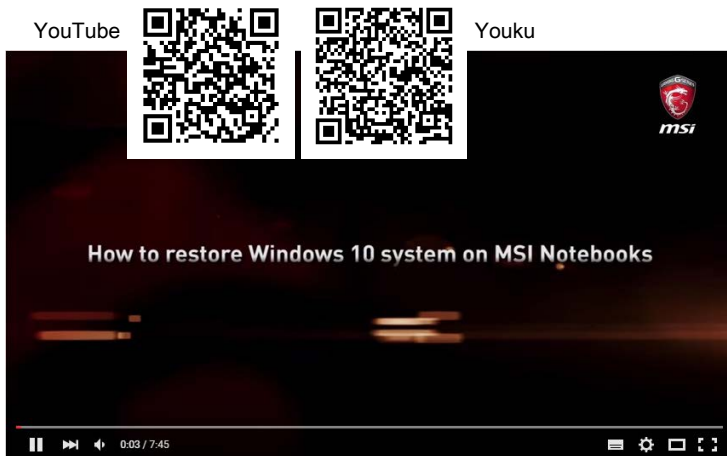 YouTube
Youku
msi
How to restore Windows 10 system on MSI Notebooks
0:03 / 7:45